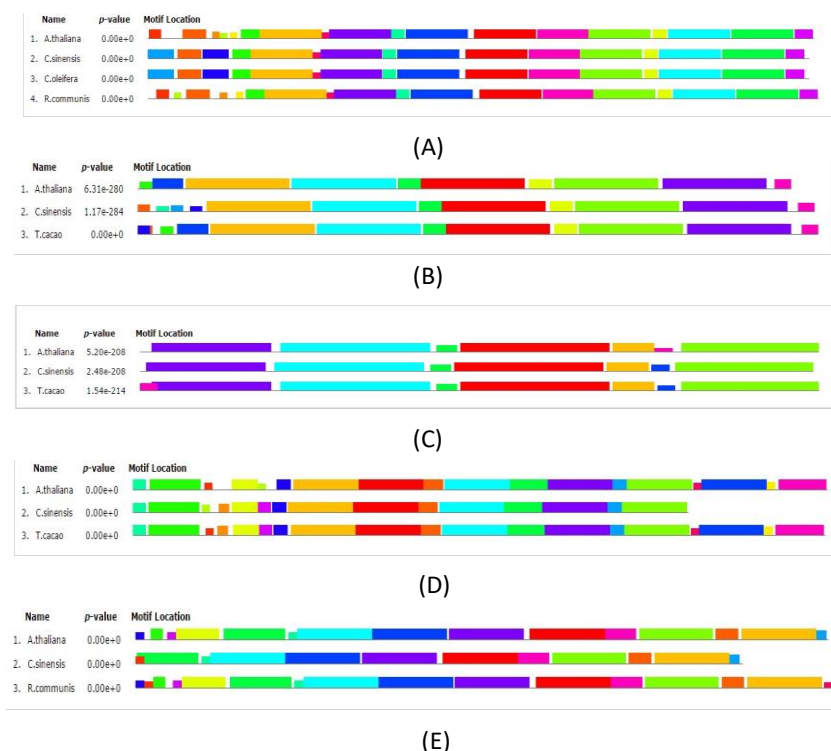 Name p-value Motif Location
1. A.thaliana 0.00e+0
2. C.sinensis 0.00e+0
3. C.oleifera 0.00e+0
4. R.communis 0.00e+0
(A)
Name p-value Motif Location
1. A.thaliana 6.31e-280
2. C.sinensis 1.17e-284
3. T.cacao 0.00e+0
(B)
Name p-value Motif Location
1. A.thaliana 5.20e-208
2. C.sinensis 2.48e-208
3. T.cacao 1.54e-214
(C)
Name p-value Motif Location
1. A.thaliana 0.00e+0
2. C.sinensis 0.00e+0
3. T.cacao 0.00e+0
(D)
Name p-value Motif Location
1. A.thaliana 0.00e+0
2. C.sinensis 0.00e+0
3. R.communis 0.00e+0
(E)